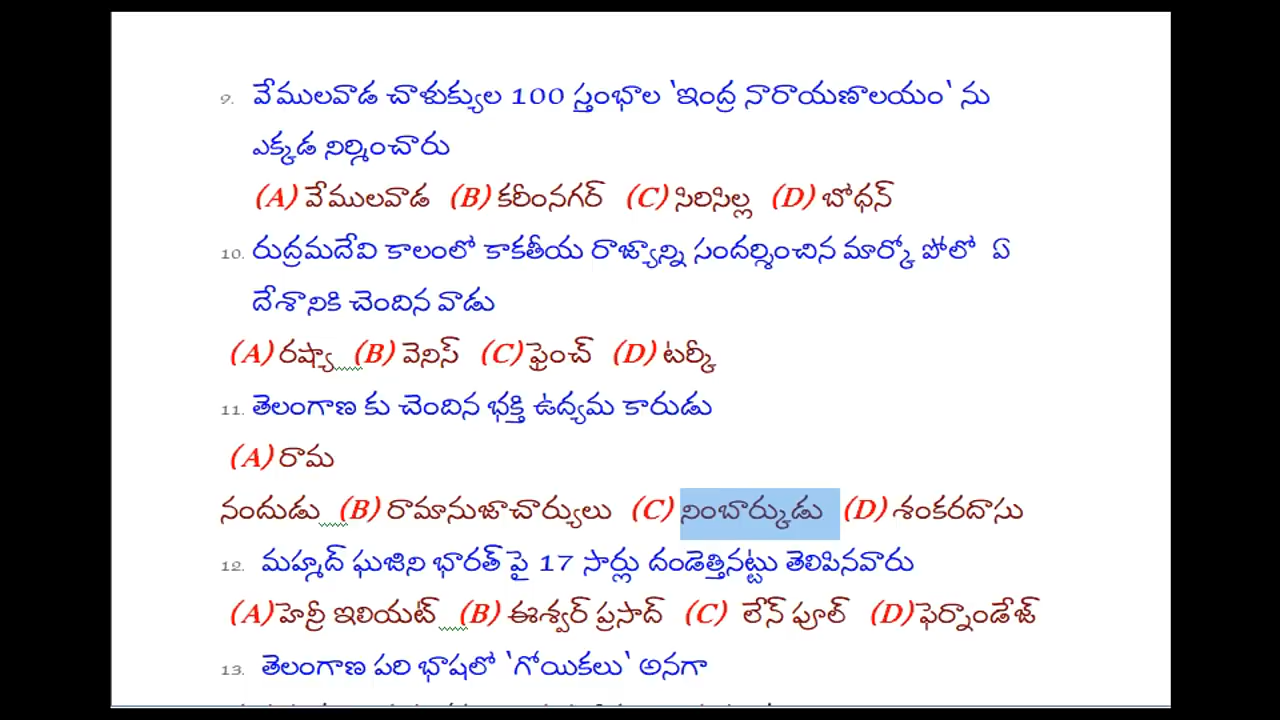 9. వేములవాడ చాళుక్యుల 100 స్తంభాల 'ఇంద్ర నారాయణాలయం' ను
ఎక్కడ నిర్మించారు
(A) వేములవాడ (B) కరీంనగర్ (C) సిరిసిల్ల (D) బోధన్
10. రుద్రమదేవి కాలంలో కాకతీయ రాజ్యాన్ని సందర్శించిన మార్కో పోలో ఏ
దేశానికి చెందిన వాడు
(A) రష్యా (B) వెనిస్ (C) ఫ్రెంచ్ (D) టర్కీ
11. తెలంగాణ కు చెందిన భక్తి ఉద్యమ కారుడు
(A) రామ
నందుడు (B) రామానుజాచార్యులు (C) నింబార్కుడు (D) శంకరదాసు
12. మహ్మద్ ఘజిని భారత్ పై 17 సార్లు దండెత్తినట్టు తెలిపినవారు
(A) హెన్రీ ఇలియట్ (B) ఈశ్వర్ ప్రసాద్ (C) లేన్ పూల్ (D) ఫెర్నాండేజ్
13. తెలంగాణ పరి భాషలో 'గోయికలు' అనగా